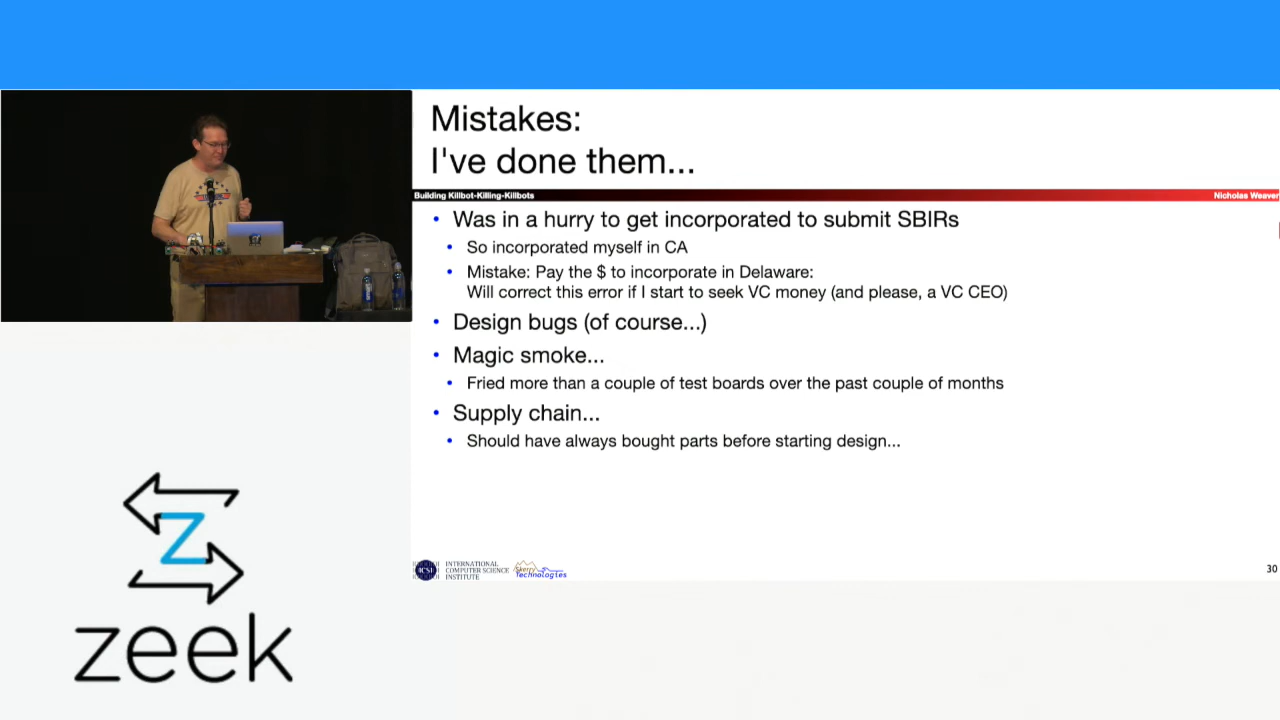 Mistakes:
I've done them...
Building Killbot-Killing-Killbots
Nicholas Weaver
• Was in a hurry to get incorporated to submit SBIRs
• So incorporated myself in CA
• Mistake: Pay the $ to incorporate in Delaware:
Will correct this error if I start to seek VC money (and please, a VC CEO)
• Design bugs (of course...)
• Magic smoke...
• Fried more than a couple of test boards over the past couple of months
• Supply chain...
• Should have always bought parts before starting design...
ICSI
INTERNATIONAL
COMPUTER SCIENCE
INSTITUTE
Skerry
Technologies
30
Z
zeek